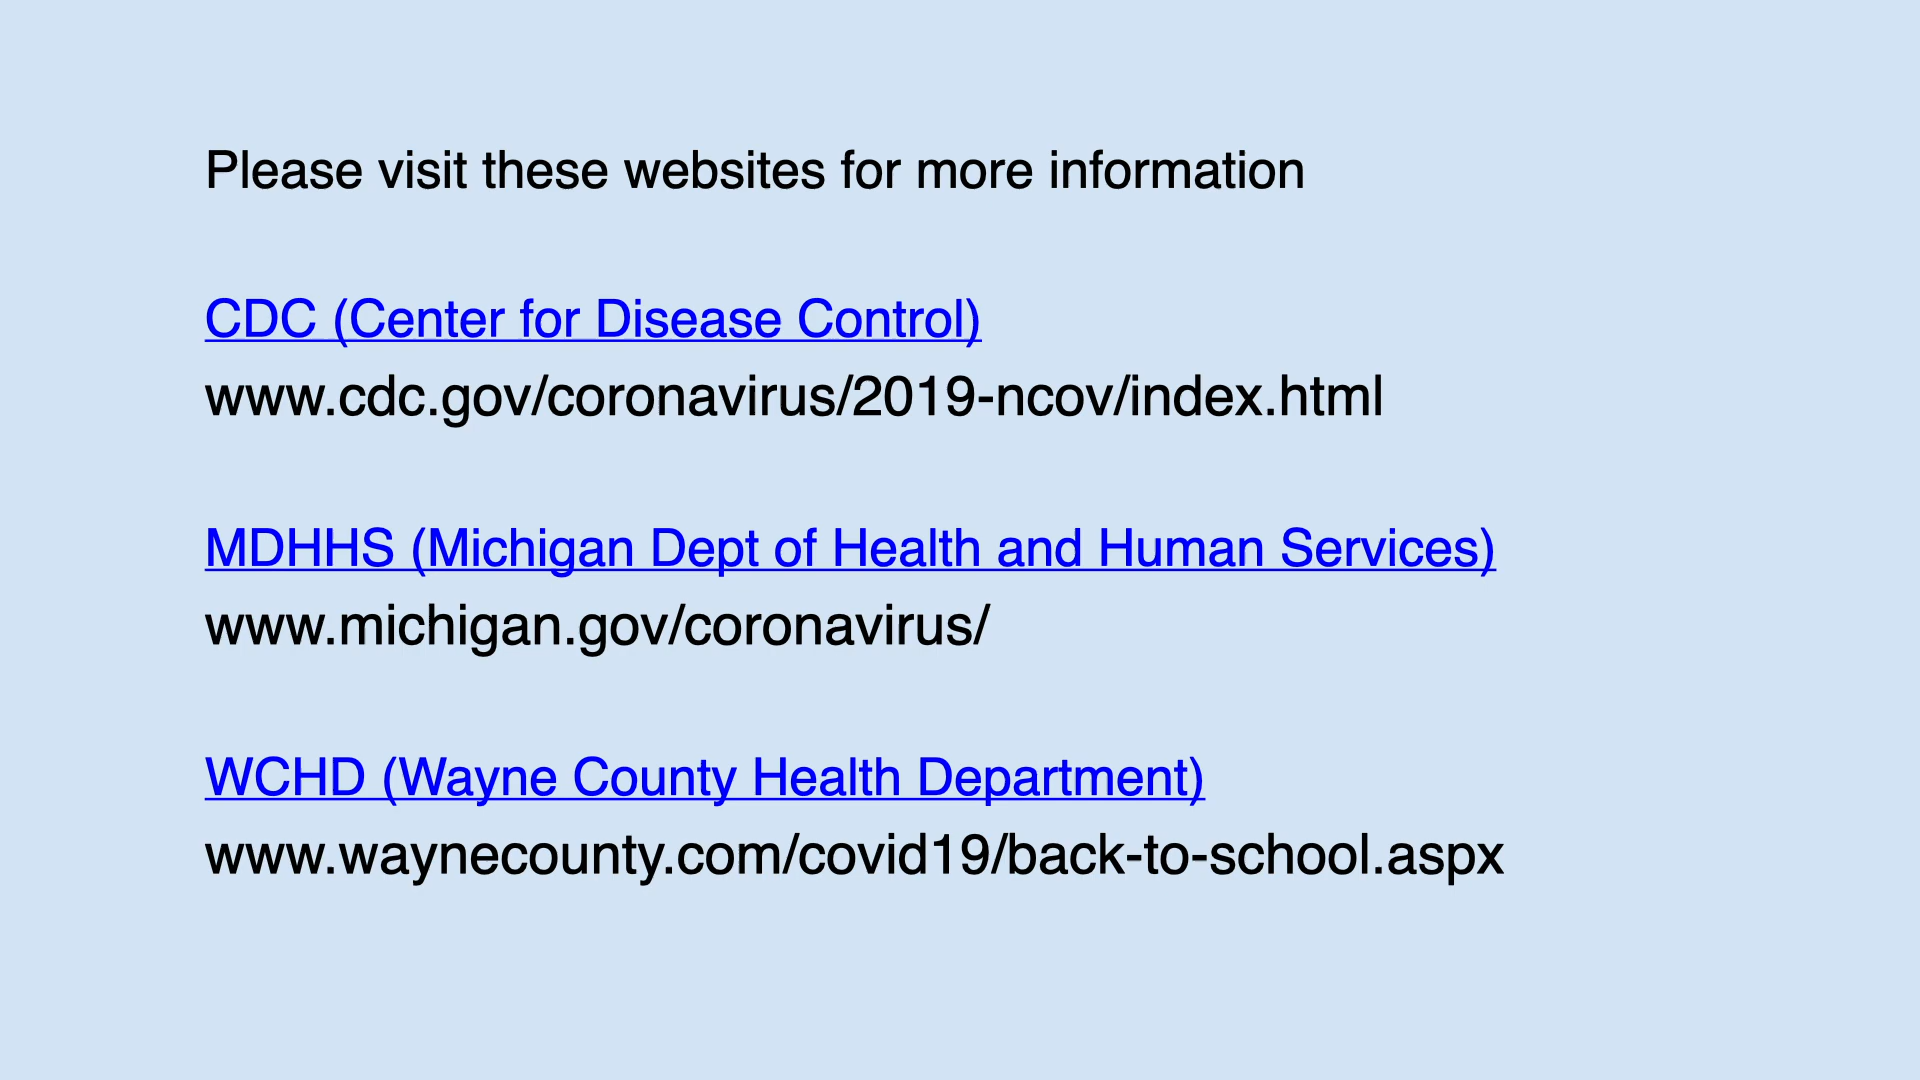 Please visit these websites for more information
CDC (Center for Disease Control)
www.cdc.gov/coronavirus/2019-ncov/index.html
MDHHS (Michigan Dept of Health and Human Services)
www.michigan.gov/coronavirus/
WCHD (Wayne County Health Department)
www.waynecounty.com/covid19/back-to-school.aspx